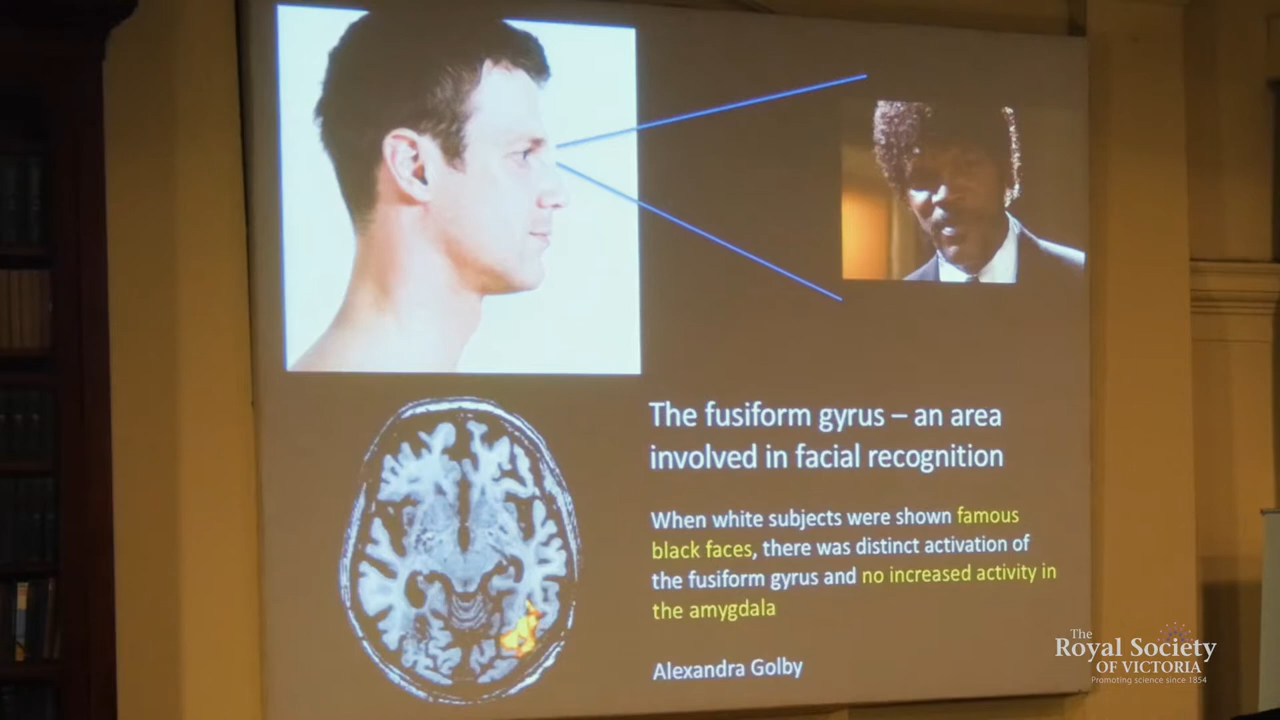 The fusiform gyrus – an area
involved in facial recognition
When white subjects were shown famous
black faces, there was distinct activation of
the fusiform gyrus and no increased activity in
the amygdala
Alexandra Golby
The
Royal Society
OF VICTORIA
Promoting science since 1854